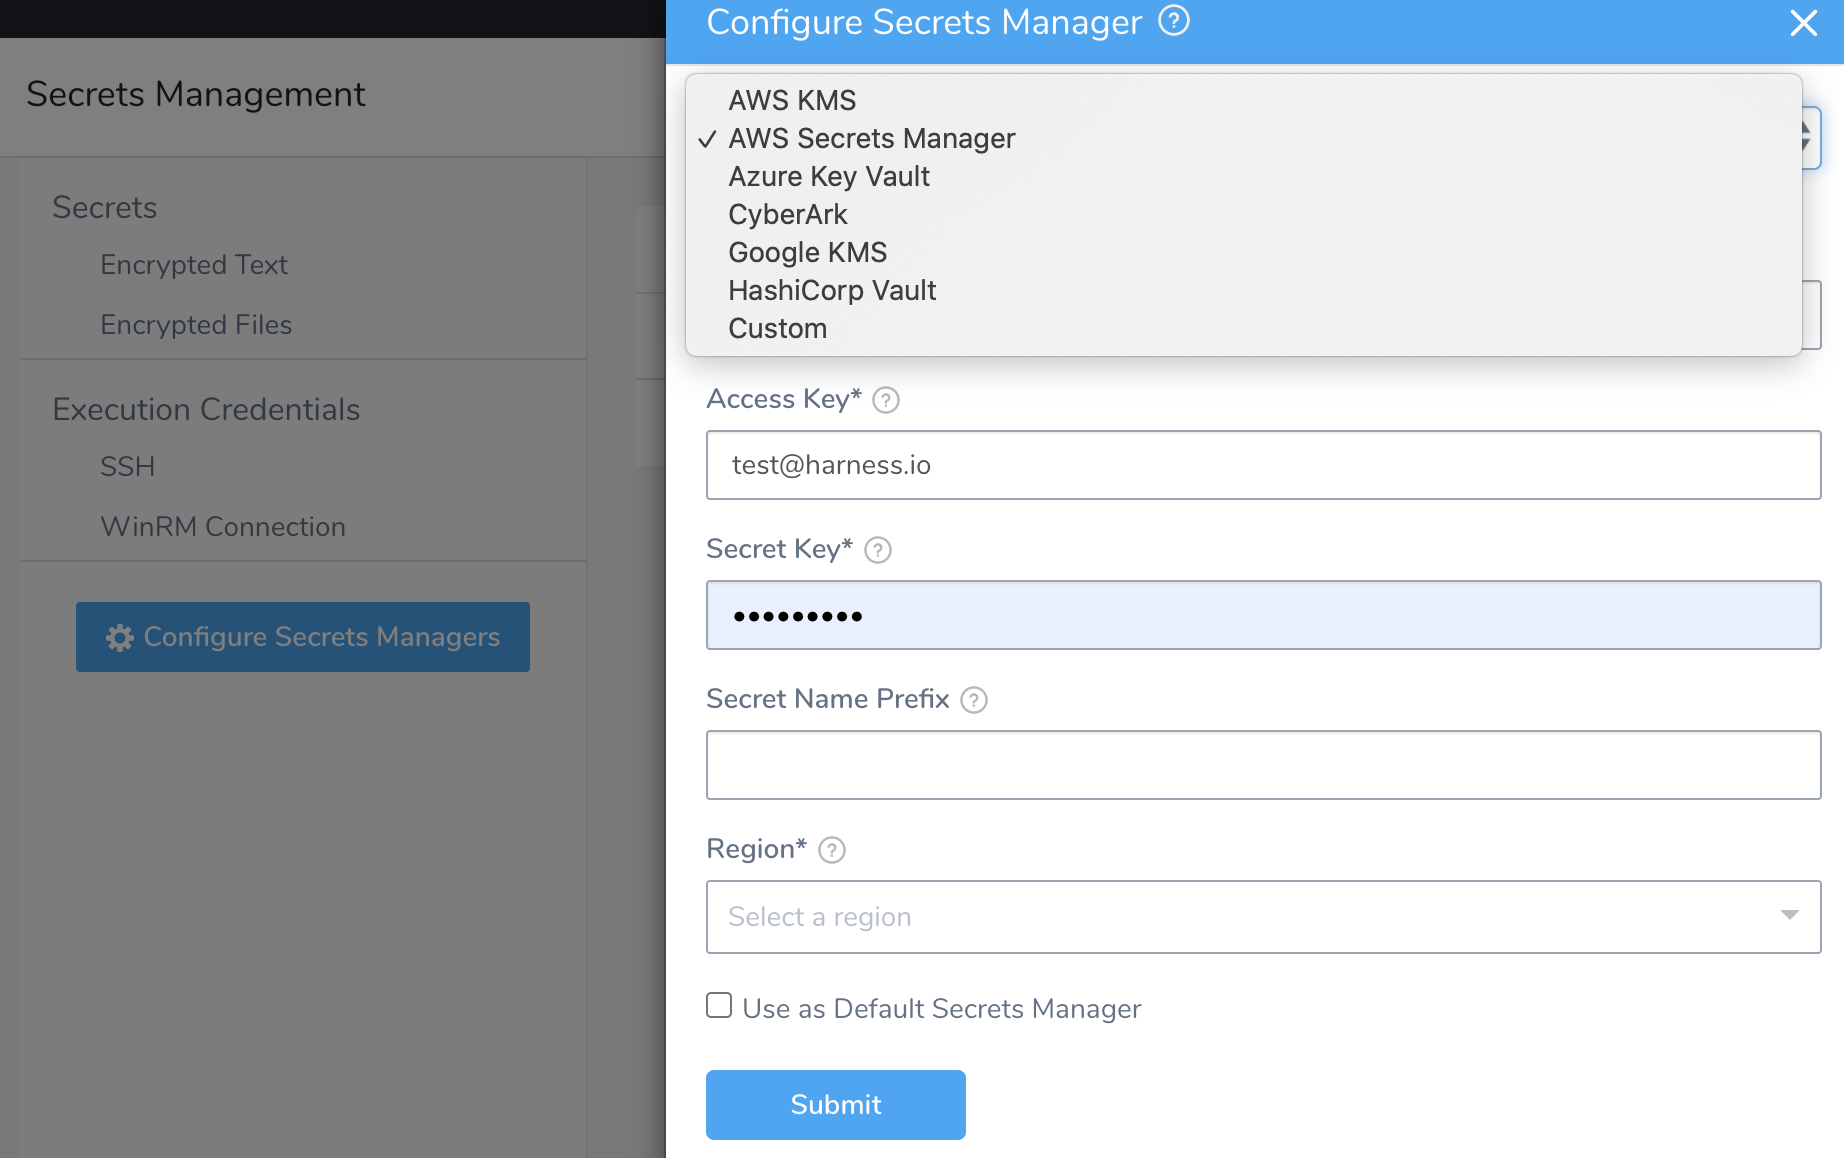 Secrets Management
Secrets
Encrypted Text
Encrypted Files
Execution Credentials
SSH
WinRM Connection
Configure Secrets Managers
Configure Secrets Manager ?
AWS KMS
✓ AWS Secrets Manager
Azure Key Vault
CyberArk
Google KMS
HashiCorp Vault
Custom
Access Key* ?
test@harness.io
Secret Key* ?
•••••••••
Secret Name Prefix ?
Region* ?
Select a region
Use as Default Secrets Manager
Submit